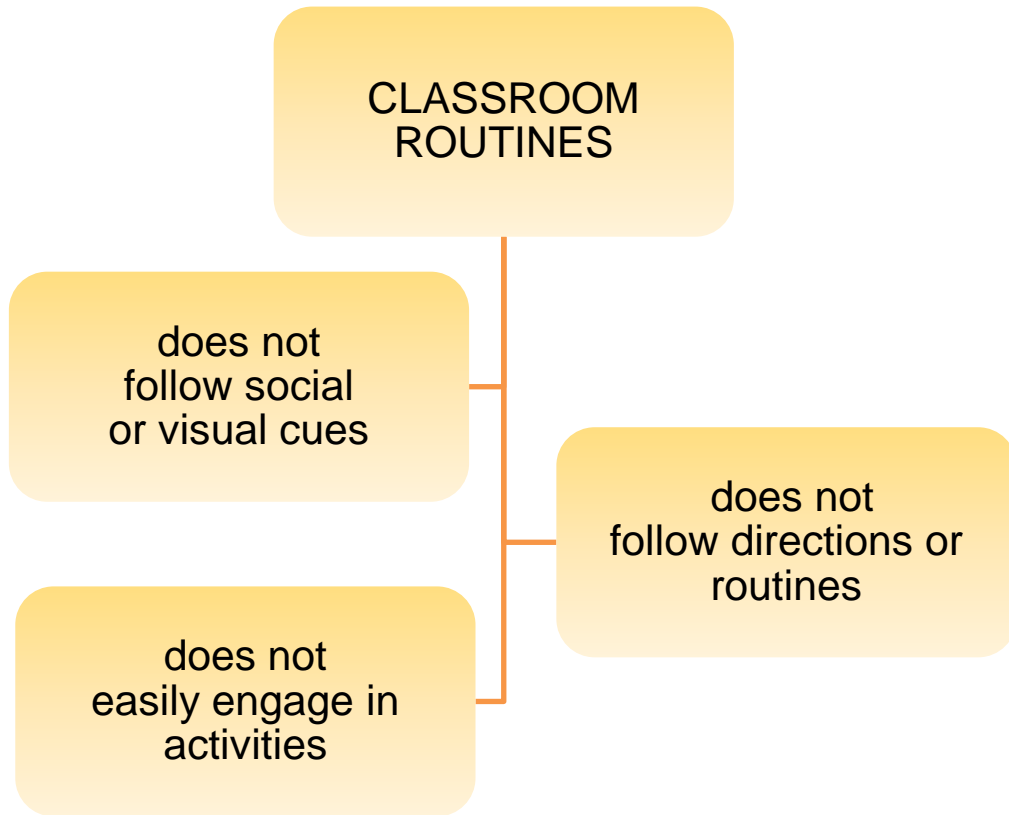 CLASSROOM
ROUTINES
does not
follow social
or visual cues
does not
follow directions or
routines
does not
easily engage in
activities